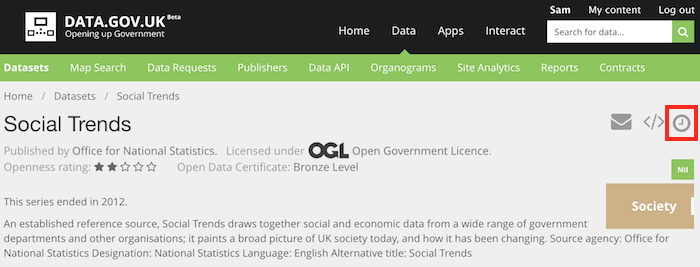 DATA.GOV.UK Beta
Opening up Government
Sam My content Log out
Home Data Apps Interact
Search for data...
Datasets Map Search Data Requests Publishers Data API Organograms Site Analytics Reports Contracts
Home / Datasets / Social Trends
Social Trends
</>
Published by Office for National Statistics. Licensed under OGL Open Government Licence.
Openness rating: Open Data Certificate: Bronze Level
NII
This series ended in 2012.
Society
An established reference source, Social Trends draws together social and economic data from a wide range of government
departments and other organisations; it paints a broad picture of UK society today, and how it has been changing. Source agency: Office for
National Statistics Designation: National Statistics Language: English Alternative title: Social Trends